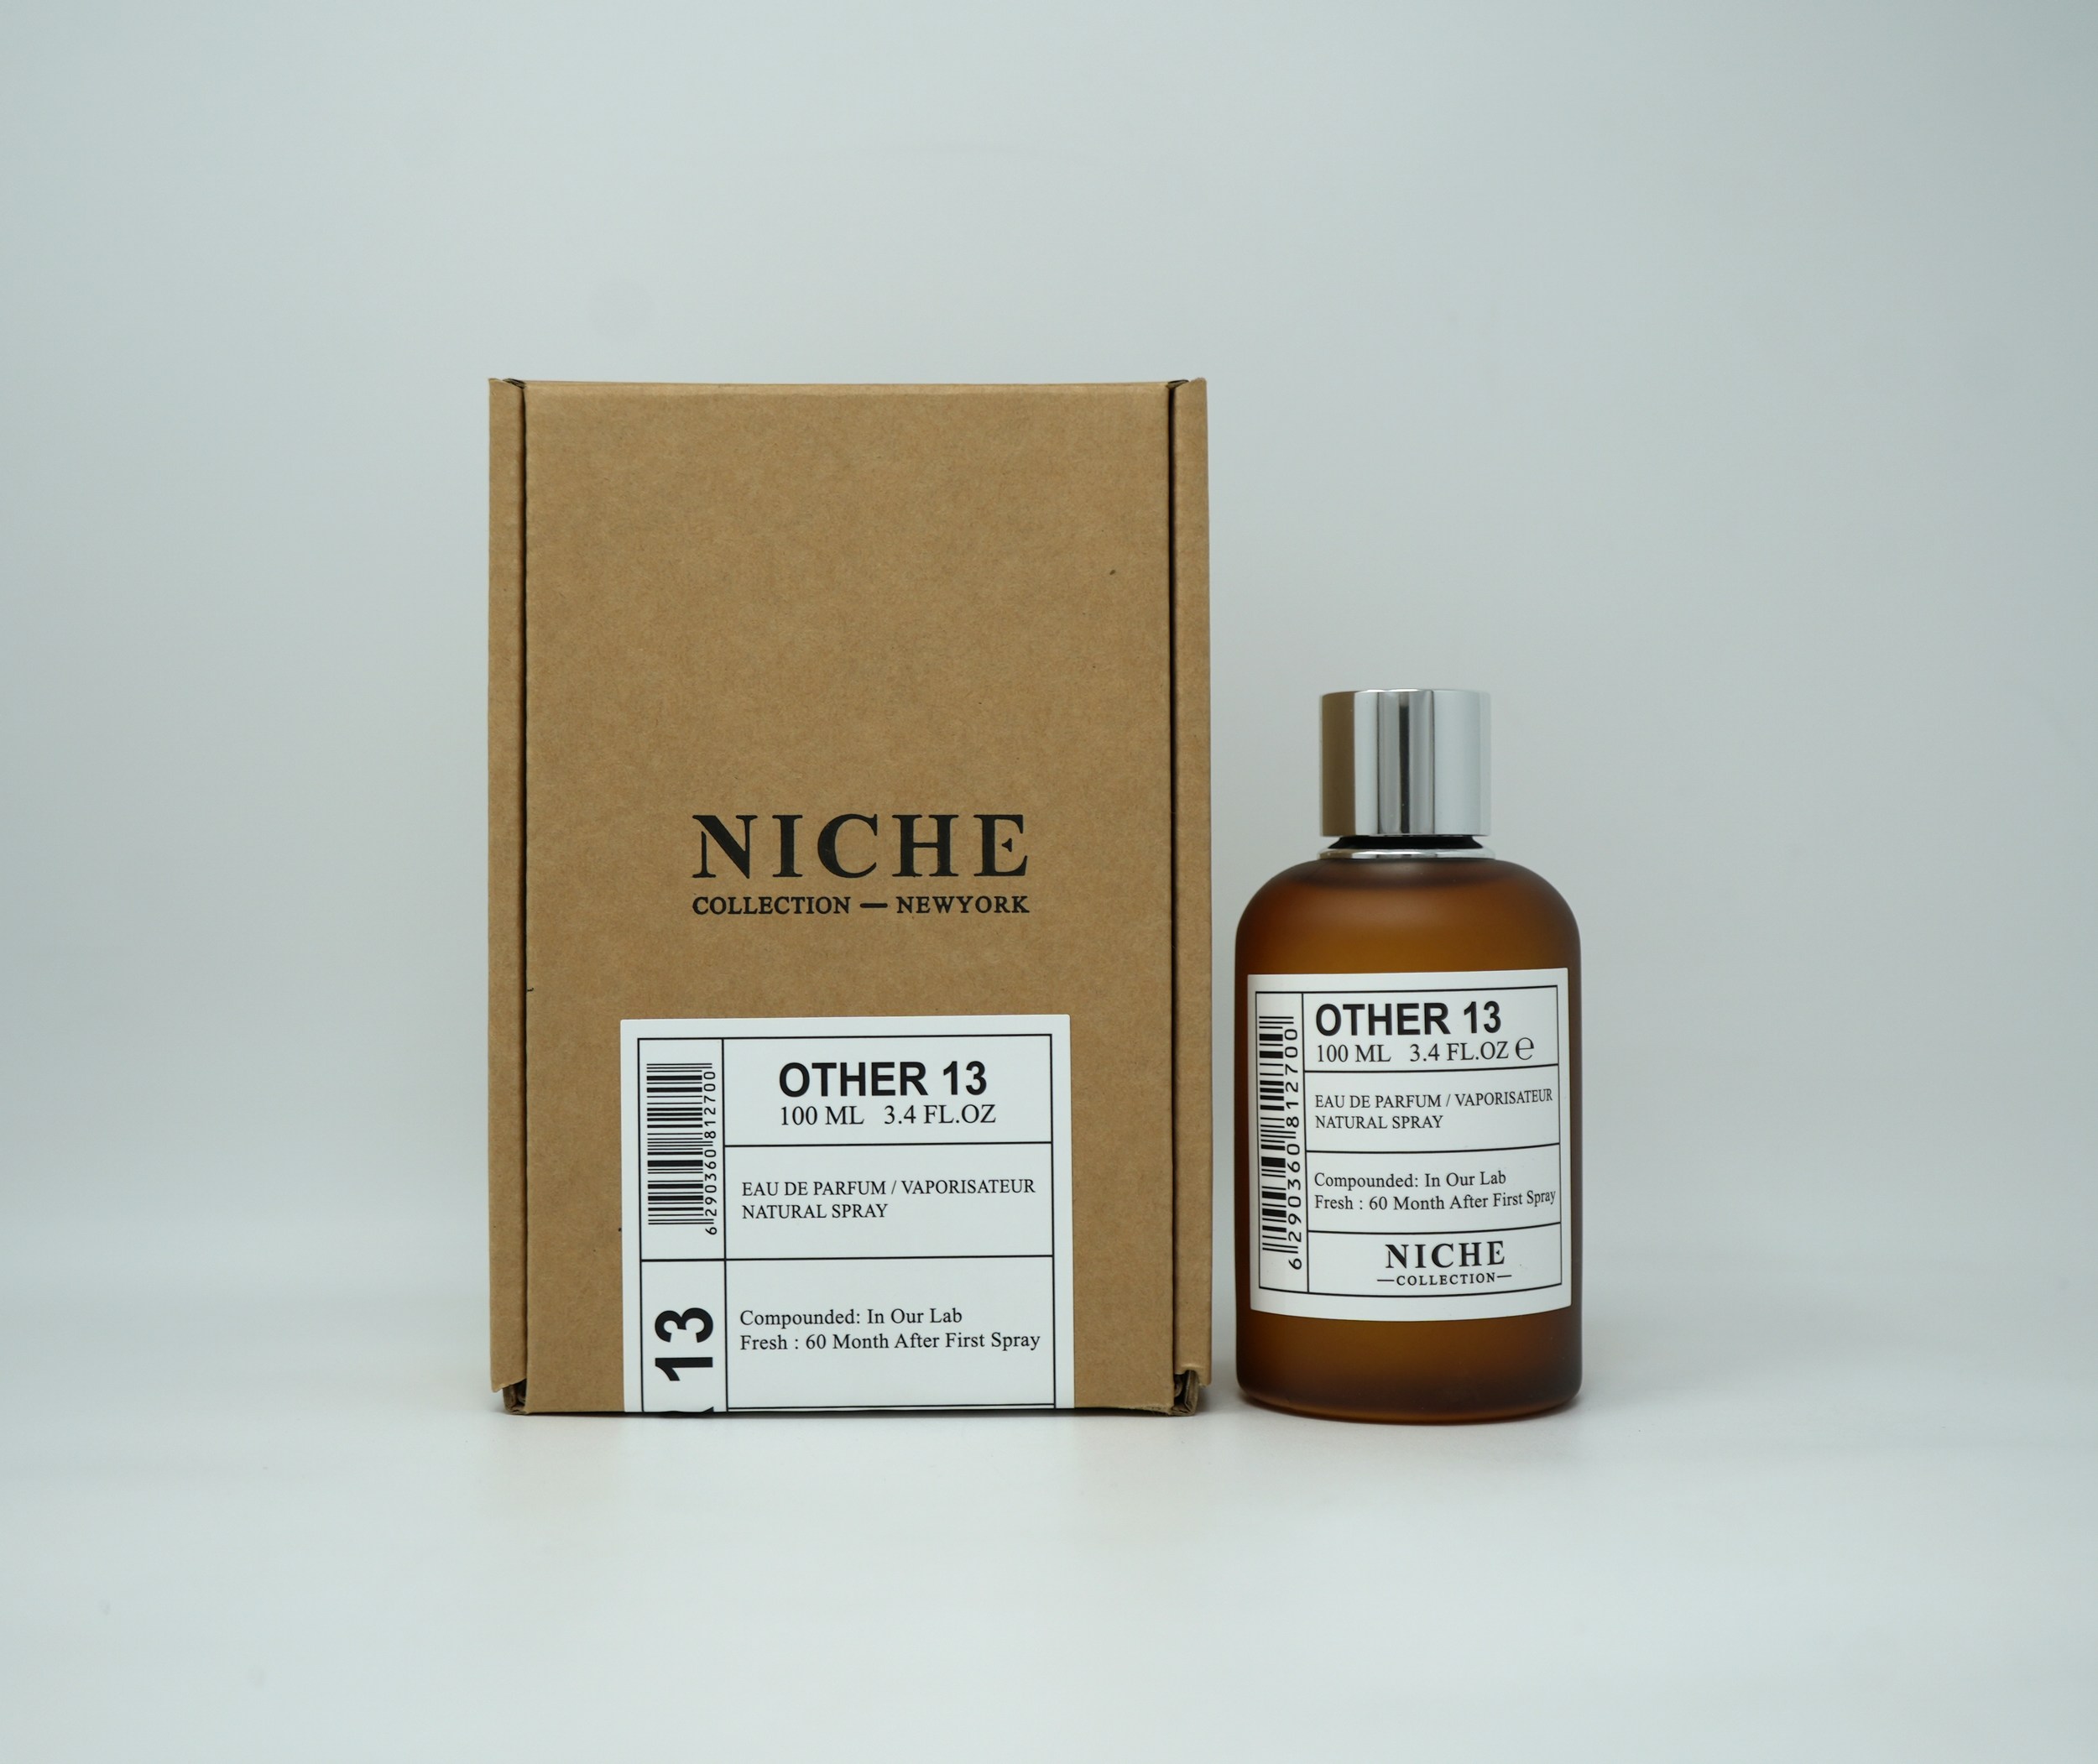 NICHE
COLLECTION — NEWYORK
OTHER 13
100 ML 3.4 FL.OZ
EAU DE PARFUM / VAPORISATEUR
NATURAL SPRAY
Compounded: In Our Lab
Fresh : 60 Month After First Spray
6 290360 812700
13
OTHER 13
100 ML 3.4 FL.OZ ℮
EAU DE PARFUM / VAPORISATEUR
NATURAL SPRAY
Compounded: In Our Lab
Fresh : 60 Month After First Spray
NICHE
—COLLECTION—
6 290360 812700